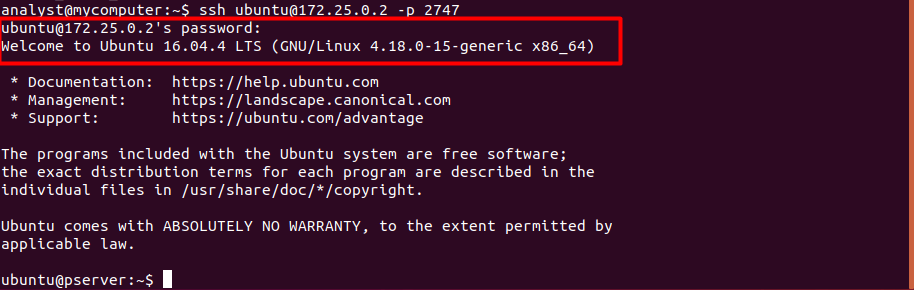 analyst@mycomputer:~$ ssh ubuntu@172.25.0.2 -p 2747
ubuntu@172.25.0.2's password:
Welcome to Ubuntu 16.04.4 LTS (GNU/Linux 4.18.0-15-generic x86_64)
* Documentation:  https://help.ubuntu.com
* Management:     https://landscape.canonical.com
* Support:        https://ubuntu.com/advantage
The programs included with the Ubuntu system are free software;
the exact distribution terms for each program are described in the
individual files in /usr/share/doc/*/copyright.
Ubuntu comes with ABSOLUTELY NO WARRANTY, to the extent permitted by
applicable law.
ubuntu@pserver:~$